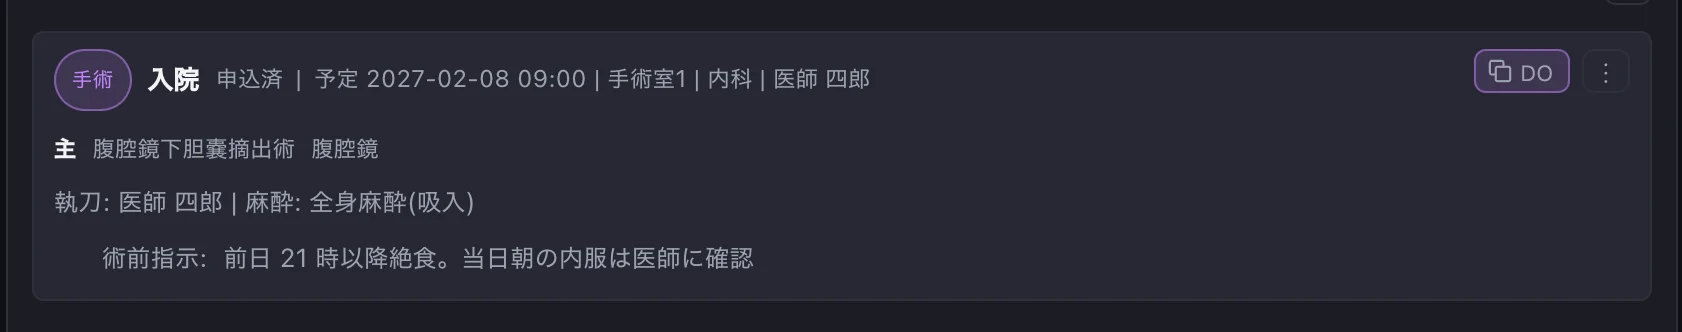 手術 入院 申込済 | 予定 2027-02-08 09:00 | 手術室1 | 内科 | 医師 四郎 DO
主 腹腔鏡下胆嚢摘出術 腹腔鏡
執刀: 医師 四郎 | 麻酔: 全身麻酔(吸入)
術前指示: 前日 21 時以降絶食。当日朝の内服は医師に確認